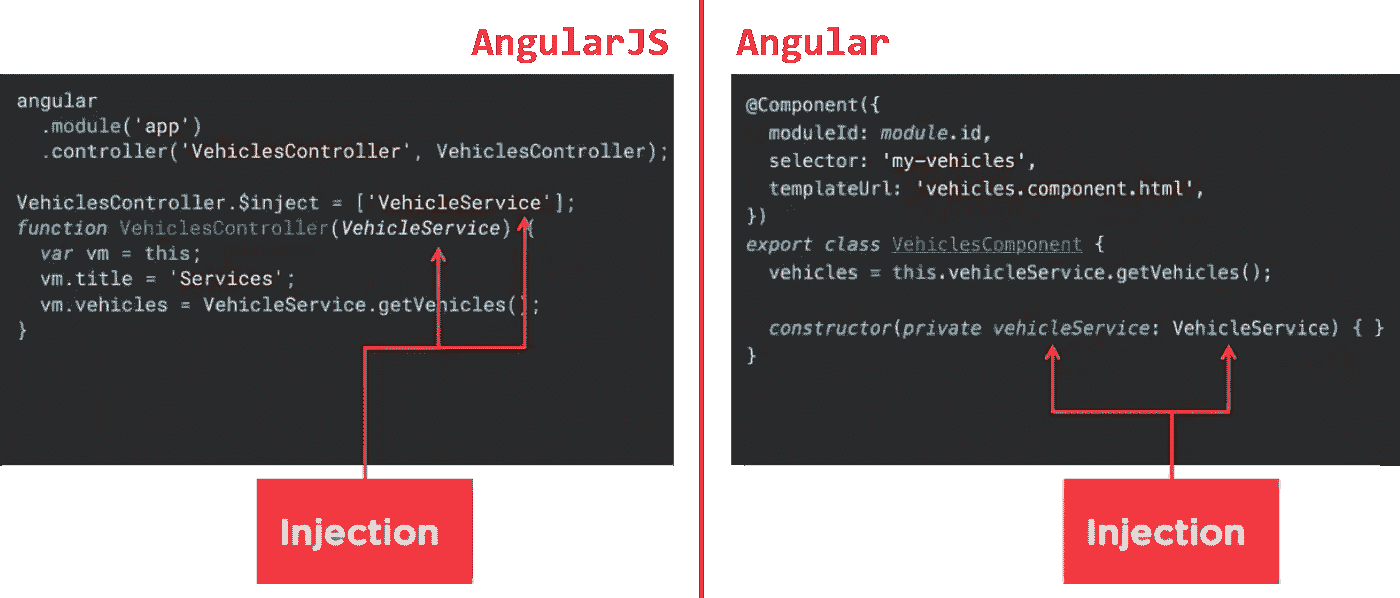 AngularJS
angular
  .module('app')
  .controller('VehiclesController', VehiclesController);
VehiclesController.$inject = ['VehicleService'];
function VehiclesController(VehicleService) {
  var vm = this;
  vm.title = 'Services';
  vm.vehicles = VehicleService.getVehicles();
}
Injection
Angular
@Component({
  moduleId: module.id,
  selector: 'my-vehicles',
  templateUrl: 'vehicles.component.html',
})
export class VehiclesComponent {
  vehicles = this.vehicleService.getVehicles();
  constructor(private vehicleService: VehicleService) { }
}
Injection